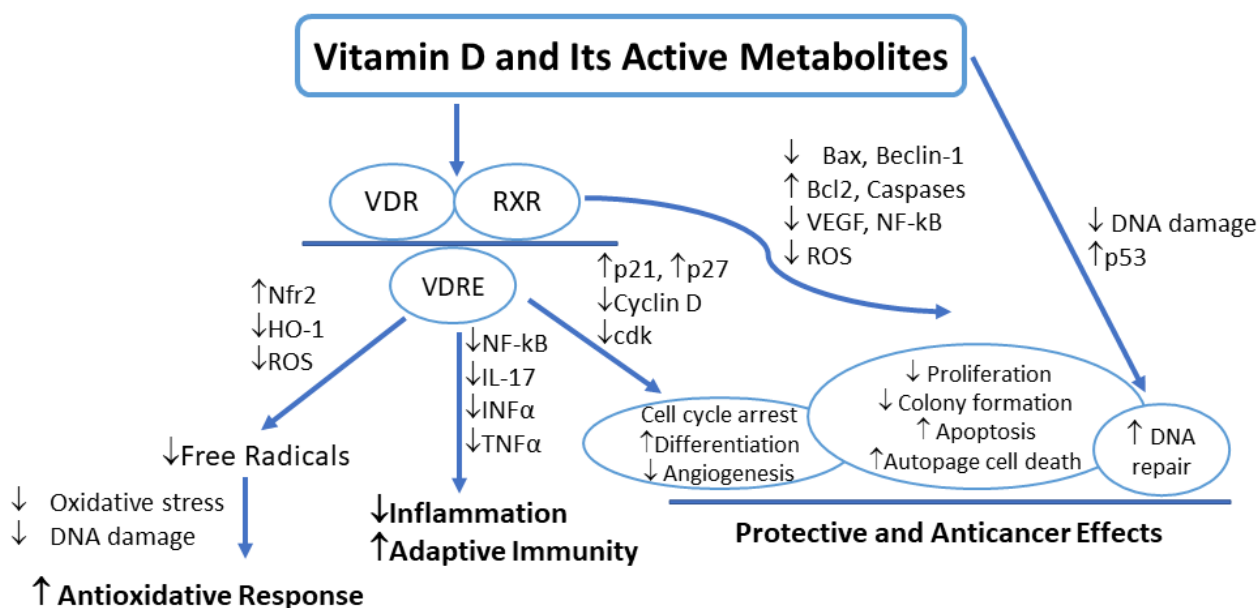 Vitamin D and Its Active Metabolites
VDR
RXR
VDRE
↓ Bax, Beclin-1
↑ Bcl2, Caspases
↓ VEGF, NF-kB
↓ ROS
↓ DNA damage
↑p53
↑Nfr2
↓HO-1
↓ROS
↑p21, ↑p27
↓Cyclin D
↓cdk
↓NF-kB
↓IL-17
↓INFα
↓TNFα
Cell cycle arrest
↑Differentiation
↓ Angiogenesis
↓ Proliferation
↓ Colony formation
↑ Apoptosis
↑Autopage cell death
↑ DNA
repair
↓Free Radicals
↓ Oxidative stress
↓ DNA damage
↑ Antioxidative Response
↓Inflammation
↑Adaptive Immunity
Protective and Anticancer Effects